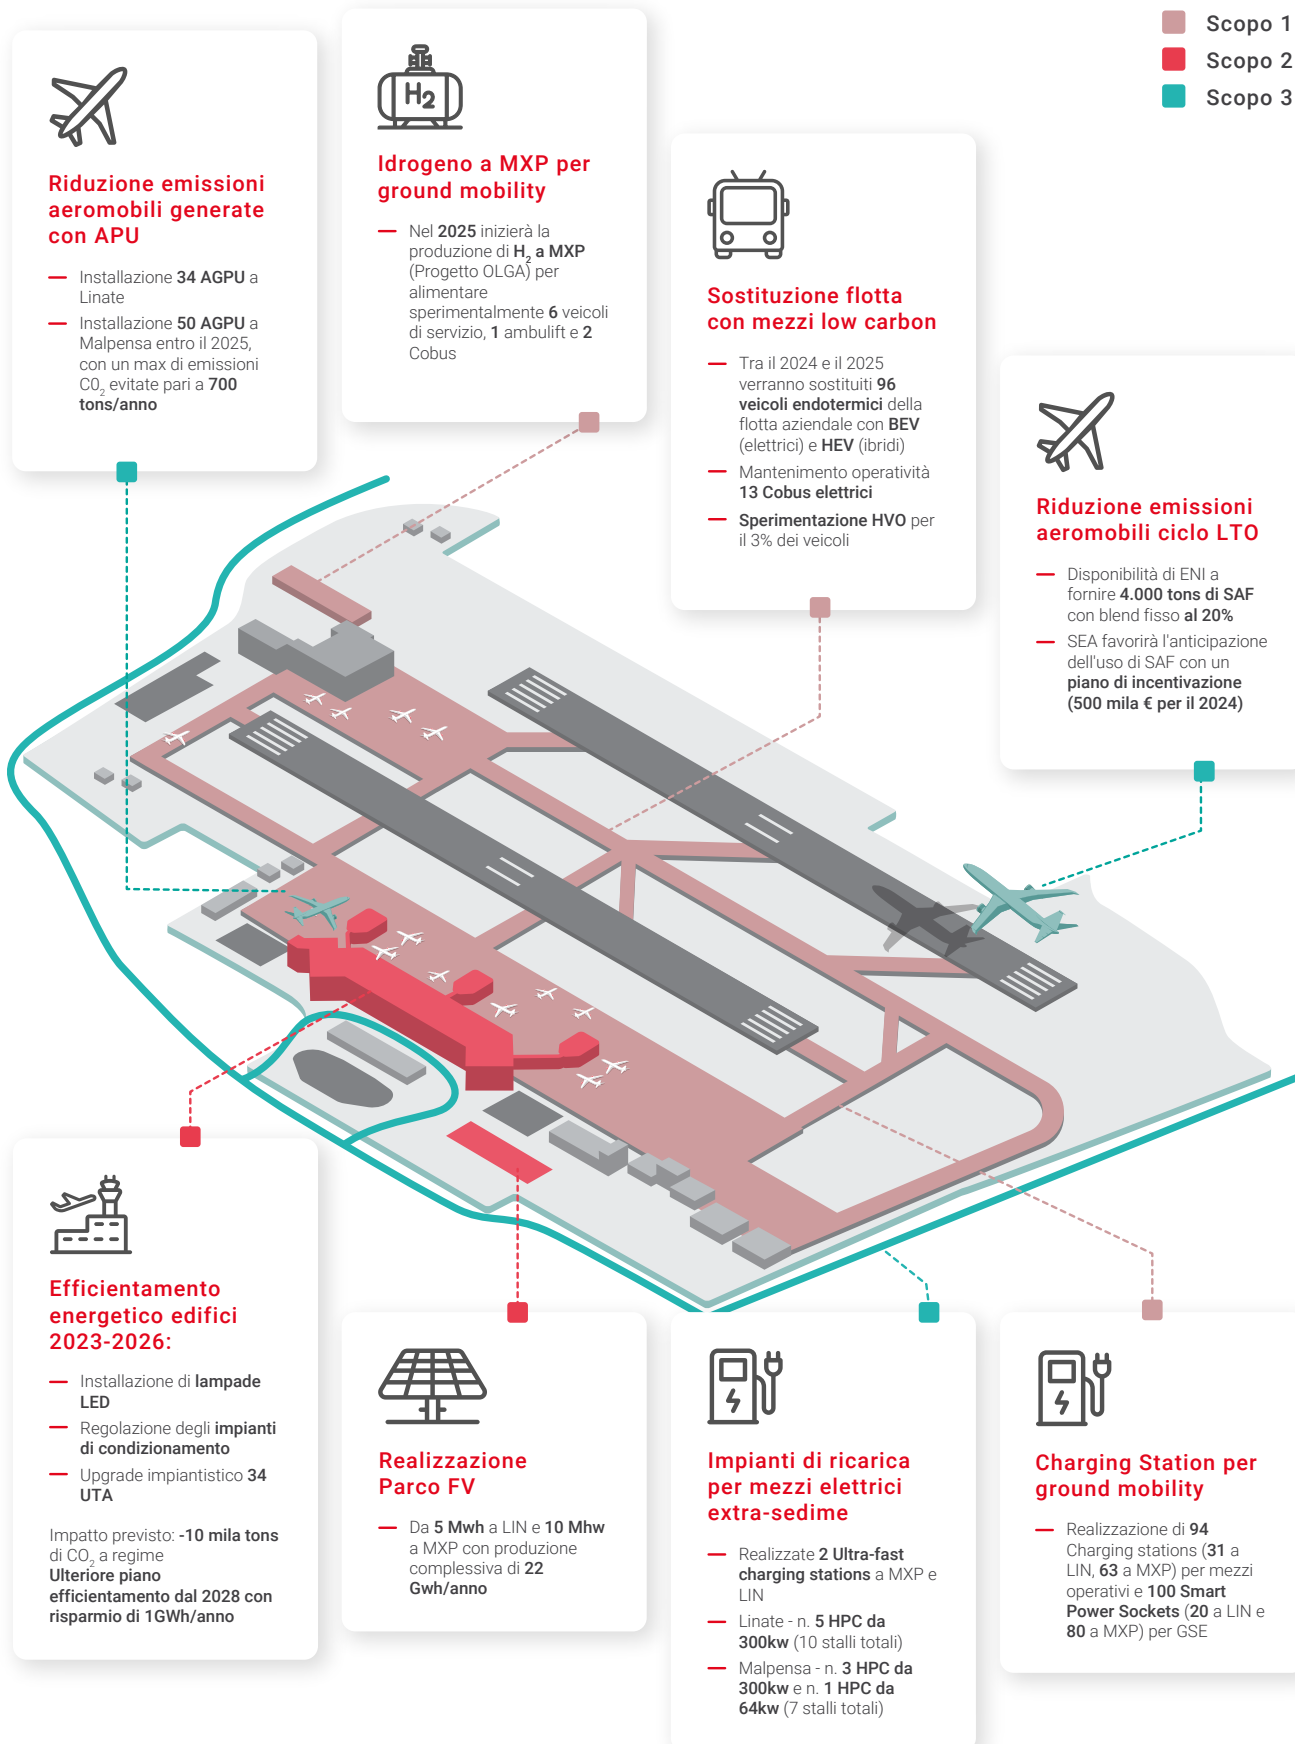 Scopo 1
Scopo 2
Scopo 3
Riduzione emissioni
aeromobili generate
con APU
— Installazione 34 AGPU a
Linate
— Installazione 50 AGPU a
Malpensa entro il 2025,
con un max di emissioni
C0₂ evitate pari a 700
tons/anno
H2
Idrogeno a MXP per
ground mobility
— Nel 2025 inizierà la
produzione di H₂ a MXP
(Progetto OLGA) per
alimentare
sperimentalmente 6 veicoli
di servizio, 1 ambulift e 2
Cobus
Sostituzione flotta
con mezzi low carbon
— Tra il 2024 e il 2025
verranno sostituiti 96
veicoli endotermici della
flotta aziendale con BEV
(elettrici) e HEV (ibridi)
— Mantenimento operatività
13 Cobus elettrici
— Sperimentazione HVO per
il 3% dei veicoli
Riduzione emissioni
aeromobili ciclo LTO
— Disponibilità di ENI a
fornire 4.000 tons di SAF
con blend fisso al 20%
— SEA favorirà l'anticipazione
dell'uso di SAF con un
piano di incentivazione
(500 mila € per il 2024)
Efficientamento
energetico edifici
2023-2026:
— Installazione di lampade
LED
— Regolazione degli impianti
di condizionamento
— Upgrade impiantistico 34
UTA
Impatto previsto: -10 mila tons
di CO₂ a regime
Ulteriore piano
efficientamento dal 2028 con
risparmio di 1GWh/anno
Realizzazione
Parco FV
— Da 5 Mwh a LIN e 10 Mhw
a MXP con produzione
complessiva di 22
Gwh/anno
Impianti di ricarica
per mezzi elettrici
extra-sedime
— Realizzate 2 Ultra-fast
charging stations a MXP e
LIN
— Linate - n. 5 HPC da
300kw (10 stalli totali)
— Malpensa - n. 3 HPC da
300kw e n. 1 HPC da
64kw (7 stalli totali)
Charging Station per
ground mobility
— Realizzazione di 94
Charging stations (31 a
LIN, 63 a MXP) per mezzi
operativi e 100 Smart
Power Sockets (20 a LIN e
80 a MXP) per GSE